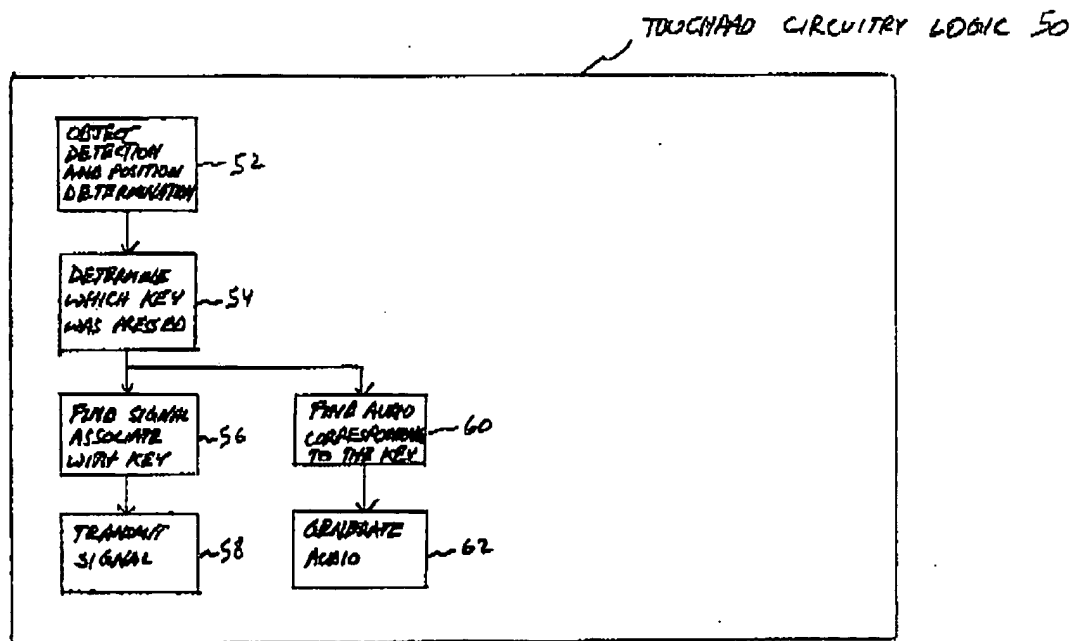 TOUCHPAD CIRCUITRY LOGIC 50
OBJECT
DETECTION
AND POSITION
DETERMINATION
52
DETERMINE
WHICH KEY
WAS PRESSED
54
FIND SIGNAL
ASSOCIATE
WITH KEY
56
FIND AUDIO
CORRESPONDING
TO THE KEY
60
TRANSMIT
SIGNAL
58
GENERATE
AUDIO
62